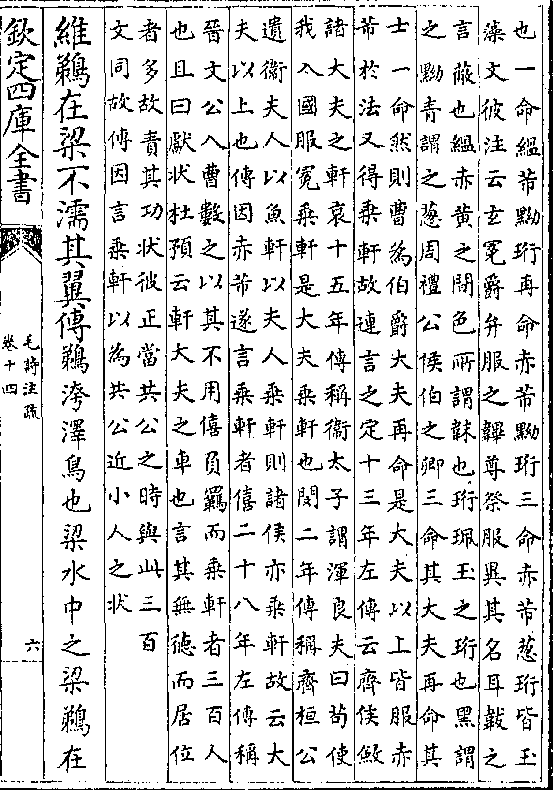 也一命緼芾黝珩再命赤芾黝珩三命赤芾葱珩皆玉
藻文彼注云玄冕爵弁服之韠尊祭服異其名耳韍之
言蔽也緼赤黃之閒色所謂韎也珩珮玉之珩也黑謂
之黝青謂之葱周禮公侯伯之卿三命其大夫再命其
士一命然則曹為伯爵大夫再命是大夫以上皆服赤
芾於法又得乗軒故連言之定十三年左傳云齊侯斂
諸大夫之軒哀十五年傳稱衞太子謂渾良夫曰苟使
我入國服冕乗軒是大夫乗軒也閔二年傳稱齊桓公
遺衞夫人以魚軒以夫人乗軒則諸侯亦乗軒故云大
夫以上也傳因赤芾遂言乗軒者僖二十八年左傳稱
晉文公入曹數之以其不用僖負羈而乗軒者三百人
也且曰獻狀杜預云軒大夫之車也言其無德而居位
者多故責其功狀彼正當共公之時與此三百
文同故傳因言乗軒以為共公近小人之狀
維鵜在梁不濡其翼傳鵜洿澤鳥也梁水中之梁鵜在
欽定四庫全書
毛詩注疏
卷十四
六